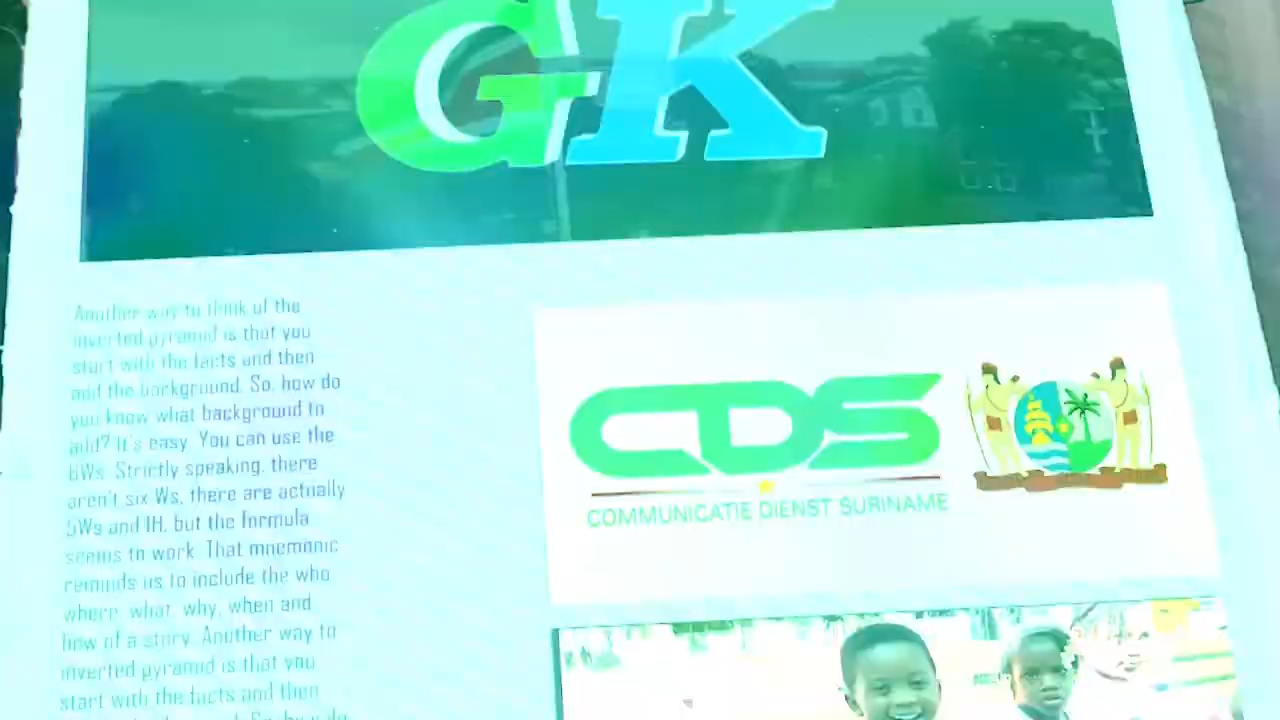 GK
Another way to think of the
inverted pyramid is that you
start with the facts and then
add the background. So, how do
you know what background to
add? It's easy. You can use the
6Ws. Strictly speaking, there
aren't six Ws, there are actually
5Ws and 1H, but the formula
seems to work. That mnemonic
reminds us to include the who
where, what, why, when and
how of a story. Another way to
inverted pyramid is that you
start with the facts and then
CDS
COMMUNICATIE DIENST SURINAME